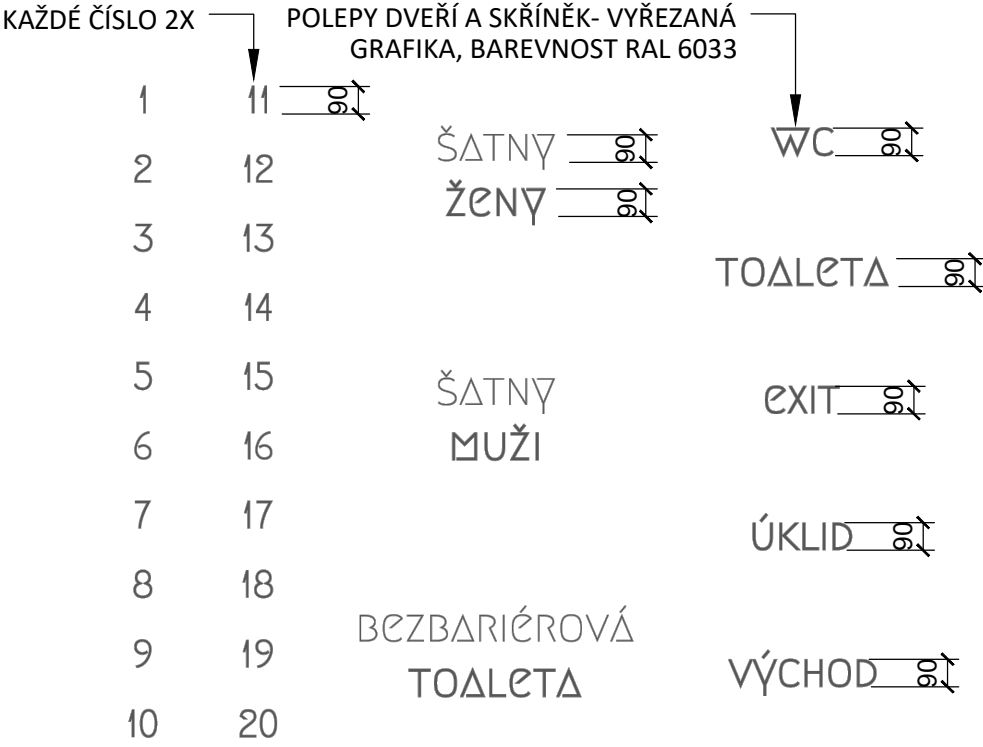 KAŽDÉ ČÍSLO 2X
POLEPY DVEŘÍ A SKŘÍNĚK- VYŘEZANÁ
GRAFIKA, BAREVNOST RAL 6033
1 11 90
2 12
3 13
4 14
5 15
6 16
7 17
8 18
9 19
10 20
ŠATNY 90
ŽENY 90
ŠATNY
MUŽI
BEZBARIÉROVÁ
TOALETA
WC 90
TOALETA 90
EXIT 90
ÚKLID 90
VÝCHOD 90